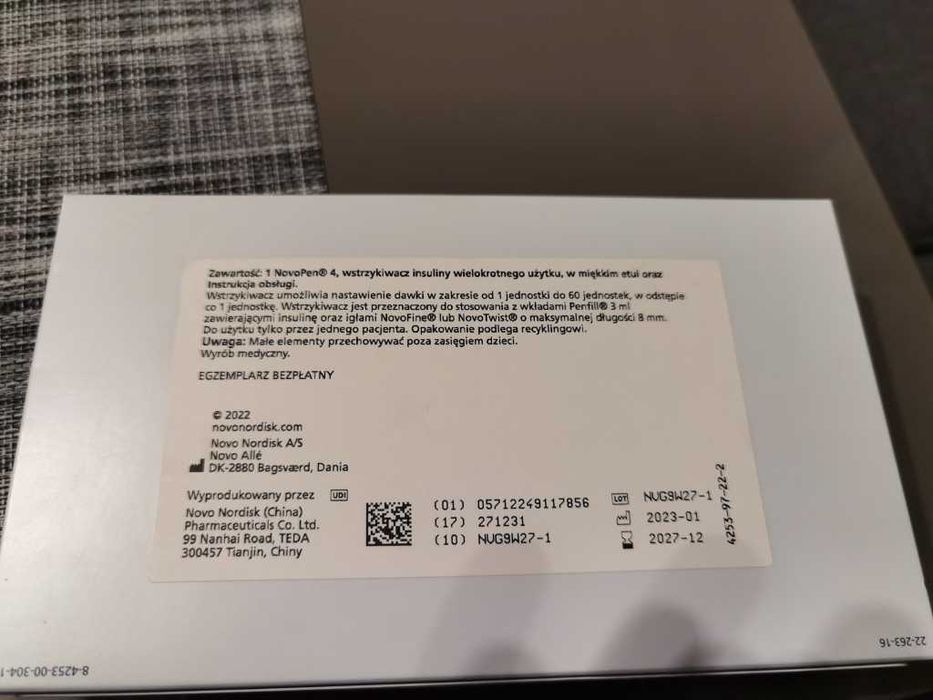 Zawartość: 1 NovoPen® 4, wstrzykiwacz insuliny wielokrotnego użytku, w miękkim etui oraz
Instrukcja obsługi.
Wstrzykiwacz umożliwia nastawienie dawki w zakresie od 1 jednostki do 60 jednostek, w odstępie
co 1 jednostkę. Wstrzykiwacz jest przeznaczony do stosowania z wkładami Penfill® 3 ml
zawierającymi insulinę oraz igłami NovoFine® lub NovoTwist® o maksymalnej długości 8 mm.
Do użytku tylko przez jednego pacjenta. Opakowanie podlega recyklingowi.
Uwaga: Małe elementy przechowywać poza zasięgiem dzieci.
Wyrób medyczny.
EGZEMPLARZ BEZPŁATNY
© 2022
novonordisk.com
Novo Nordisk A/S
Novo Allé
DK-2880 Bagsværd, Dania
Wyprodukowany przez UDI
Novo Nordisk (China)
Pharmaceuticals Co. Ltd.
99 Nanhai Road, TEDA
300457 Tianjin, Chiny
(01) 05712249117856
(17) 271231
(10) NUG9W27-1
LOT NUG9W27-1
2023-01
2027-12
4253-97-22-2
22-263-16
8-4253-00-304-1